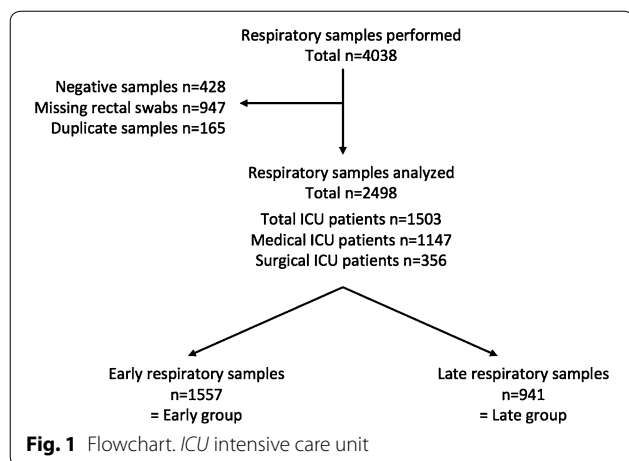 Respiratory samples performed
Total n=4038
Negative samples n=428
Missing rectal swabs n=947
Duplicate samples n=165
Respiratory samples analyzed
Total n=2498
Total ICU patients n=1503
Medical ICU patients n=1147
Surgical ICU patients n=356
Early respiratory samples
n=1557
= Early group
Late respiratory samples
n=941
= Late group
Fig. 1 Flowchart. ICU intensive care unit